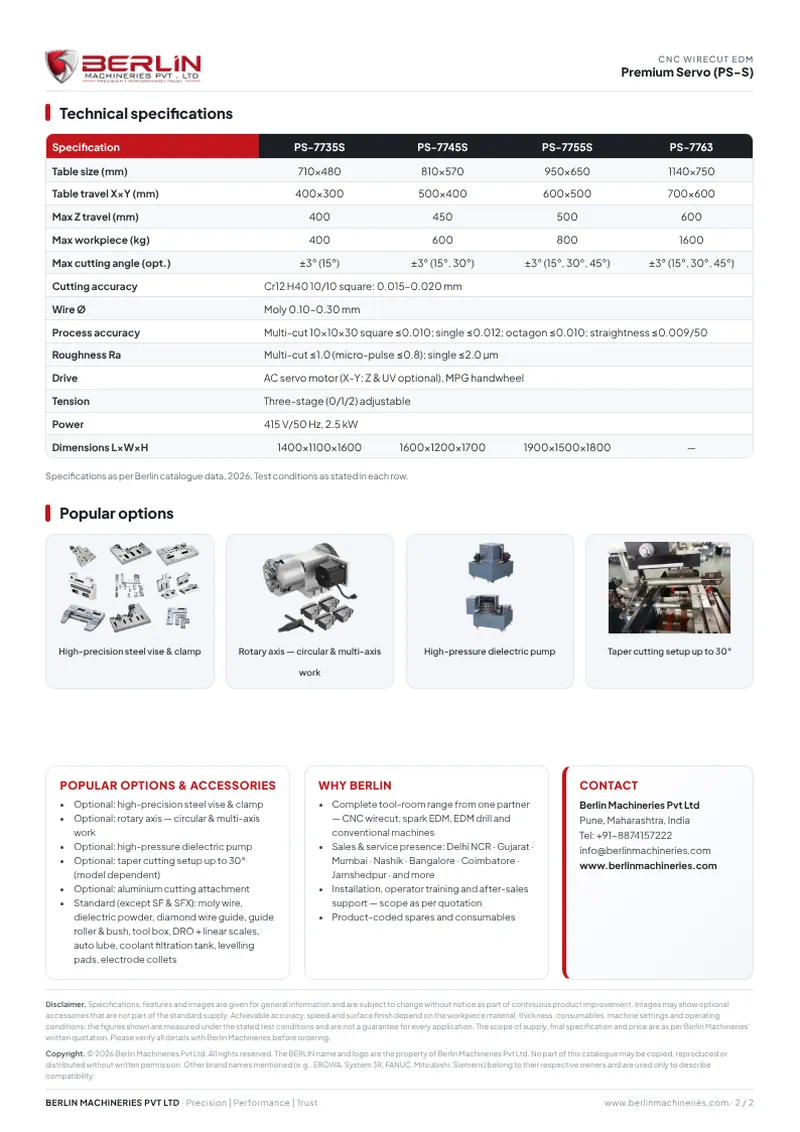 BERLIN
MACHINERIES PVT . LTD
PRECISION | PERFORMANCE | TRUST
CNC WIRECUT EDM
Premium Servo (PS-S)
Technical specifications
Specification PS-7735S PS-7745S PS-7755S PS-7763
Table size (mm) 710×480 810×570 950×650 1140×750
Table travel X×Y (mm) 400×300 500×400 600×500 700×600
Max Z travel (mm) 400 450 500 600
Max workpiece (kg) 400 600 800 1600
Max cutting angle (opt.) ±3° (15°) ±3° (15°, 30°) ±3° (15°, 30°, 45°) ±3° (15°, 30°, 45°)
Cutting accuracy Cr12 H40 10/10 square: 0.015–0.020 mm
Wire Ø Moly 0.10–0.30 mm
Process accuracy Multi-cut 10×10×30 square ≤0.010; single ≤0.012; octagon ≤0.010; straightness ≤0.009/50
Roughness Ra Multi-cut ≤1.0 (micro-pulse ≤0.8); single ≤2.0 µm
Drive AC servo motor (X-Y; Z & UV optional), MPG handwheel
Tension Three-stage (0/1/2) adjustable
Power 415 V/50 Hz, 2.5 kW
Dimensions L×W×H 1400×1100×1600 1600×1200×1700 1900×1500×1800 —
Specifications as per Berlin catalogue data, 2026. Test conditions as stated in each row.
Popular options
High-precision steel vise & clamp
Rotary axis — circular & multi-axis
work
High-pressure dielectric pump
Taper cutting setup up to 30°
POPULAR OPTIONS & ACCESSORIES
• Optional: high-precision steel vise & clamp
• Optional: rotary axis — circular & multi-axis
work
• Optional: high-pressure dielectric pump
• Optional: taper cutting setup up to 30°
(model dependent)
• Optional: aluminium cutting attachment
• Standard (except SF & SFX): moly wire,
dielectric powder, diamond wire guide, guide
roller & bush, tool box, DRO + linear scales,
auto lube, coolant filtration tank, levelling
pads, electrode collets
WHY BERLIN
• Complete tool-room range from one partner
— CNC wirecut, spark EDM, EDM drill and
conventional machines
• Sales & service presence: Delhi NCR · Gujarat ·
Mumbai · Nashik · Bangalore · Coimbatore ·
Jamshedpur · and more
• Installation, operator training and after-sales
support — scope as per quotation
• Product-coded spares and consumables
CONTACT
Berlin Machineries Pvt Ltd
Pune, Maharashtra, India
Tel: +91-8874157222
info@berlinmachineries.com
www.berlinmachineries.com
Disclaimer. Specifications, features and images are given for general information and are subject to change without notice as part of continuous product improvement. Images may show optional
accessories that are not part of the standard supply. Achievable accuracy, speed and surface finish depend on the workpiece material, thickness, consumables, machine settings and operating
conditions; the figures shown are measured under the stated test conditions and are not a guarantee for every application. The scope of supply, final specification and price are as per Berlin Machineries'
written quotation. Please verify all details with Berlin Machineries before ordering.
Copyright. © 2026 Berlin Machineries Pvt Ltd. All rights reserved. The BERLIN name and logo are the property of Berlin Machineries Pvt Ltd. No part of this catalogue may be copied, reproduced or
distributed without written permission. Other brand names mentioned (e.g.. EROWA, System 3R, FANUC, Mitsubishi, Siemens) belong to their respective owners and are used only to describe
compatibility.
BERLIN MACHINERIES PVT LTD · Precision | Performance | Trust
www.berlinmachineries.com · 2 / 2